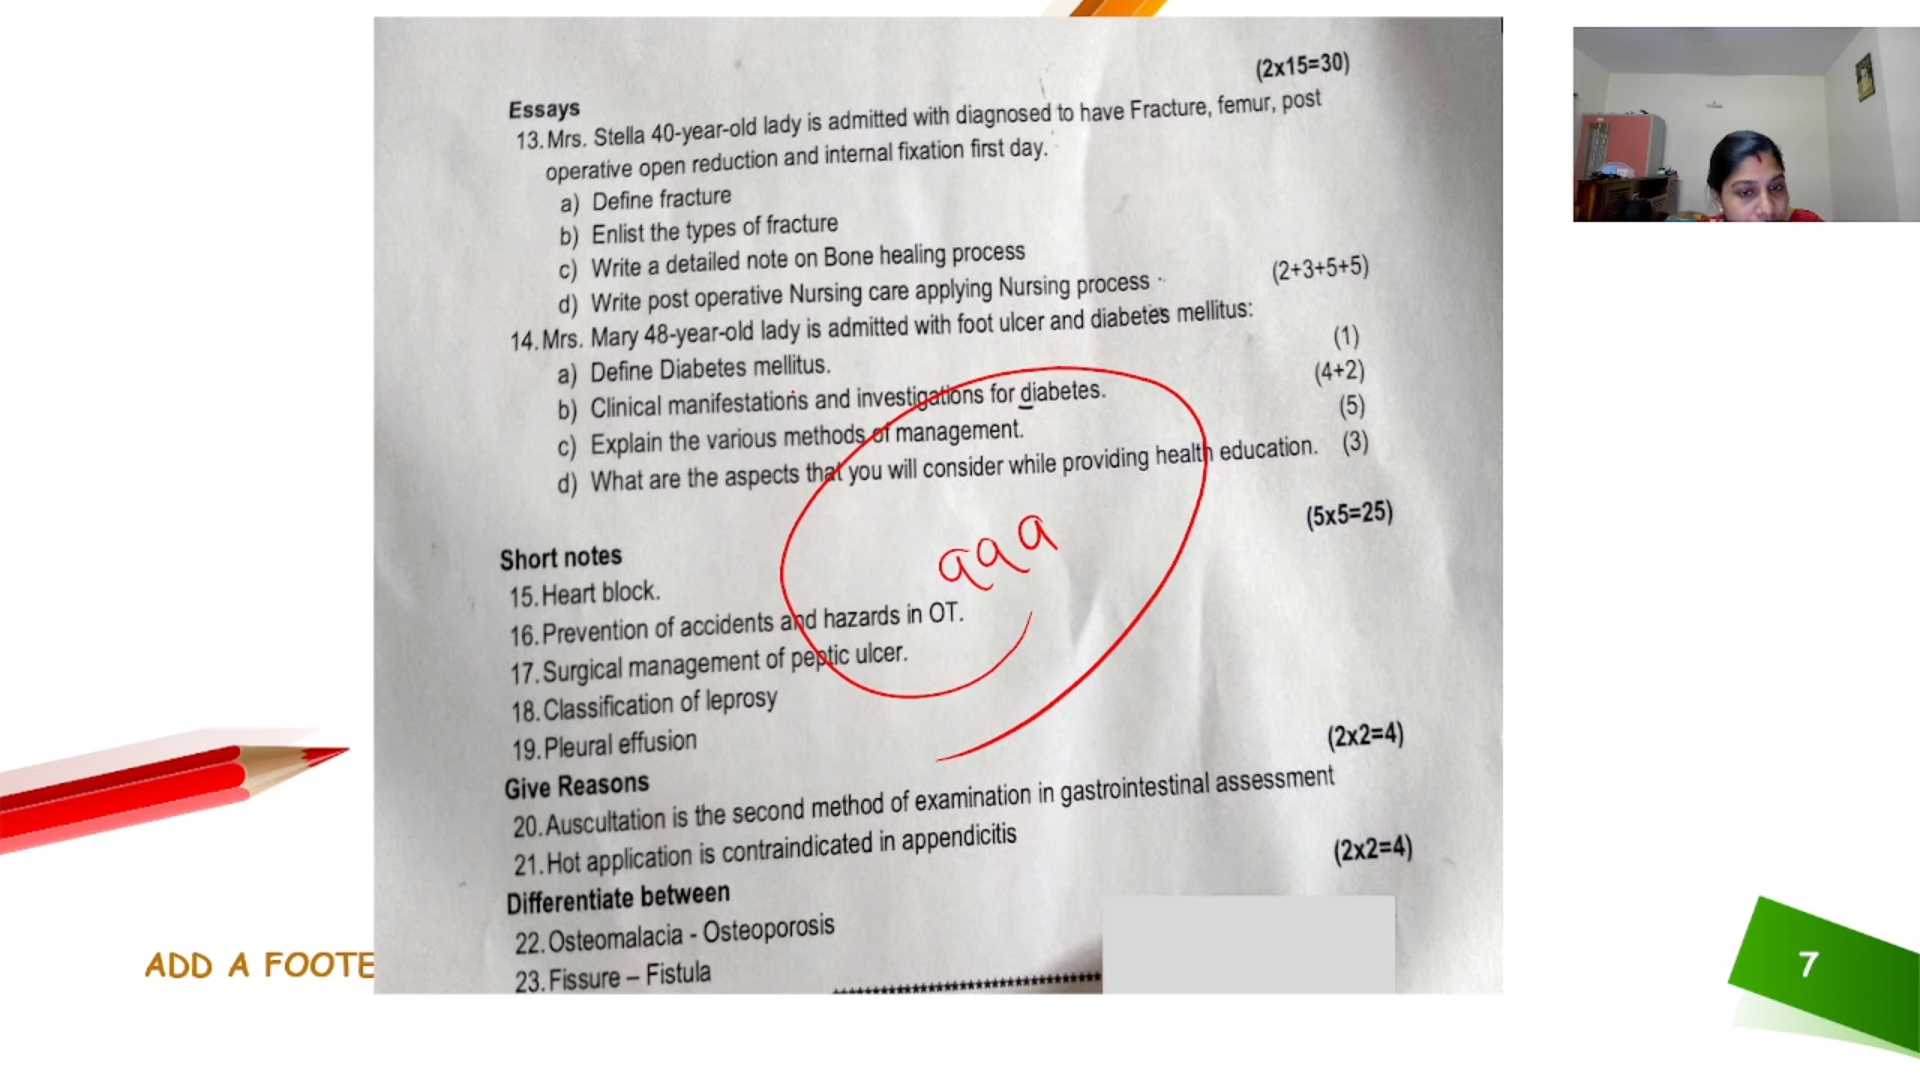 (2x15=30)
Essays
13. Mrs. Stella 40-year-old lady is admitted with diagnosed to have Fracture, femur, post
operative open reduction and internal fixation first day.
a) Define fracture
b) Enlist the types of fracture
c) Write a detailed note on Bone healing process
d) Write post operative Nursing care applying Nursing process (2+3+5+5)
14. Mrs. Mary 48-year-old lady is admitted with foot ulcer and diabetes mellitus:
a) Define Diabetes mellitus. (1)
b) Clinical manifestations and investigations for diabetes. (4+2)
c) Explain the various methods of management. (5)
d) What are the aspects that you will consider while providing health education. (3)
(5x5=25)
Short notes
15. Heart block.
16. Prevention of accidents and hazards in OT.
17. Surgical management of peptic ulcer.
18. Classification of leprosy
19. Pleural effusion
(2x2=4)
Give Reasons
20. Auscultation is the second method of examination in gastrointestinal assessment
21. Hot application is contraindicated in appendicitis
(2x2=4)
Differentiate between
22. Osteomalacia - Osteoporosis
23. Fissure – Fistula
ADD A FOOTE
7